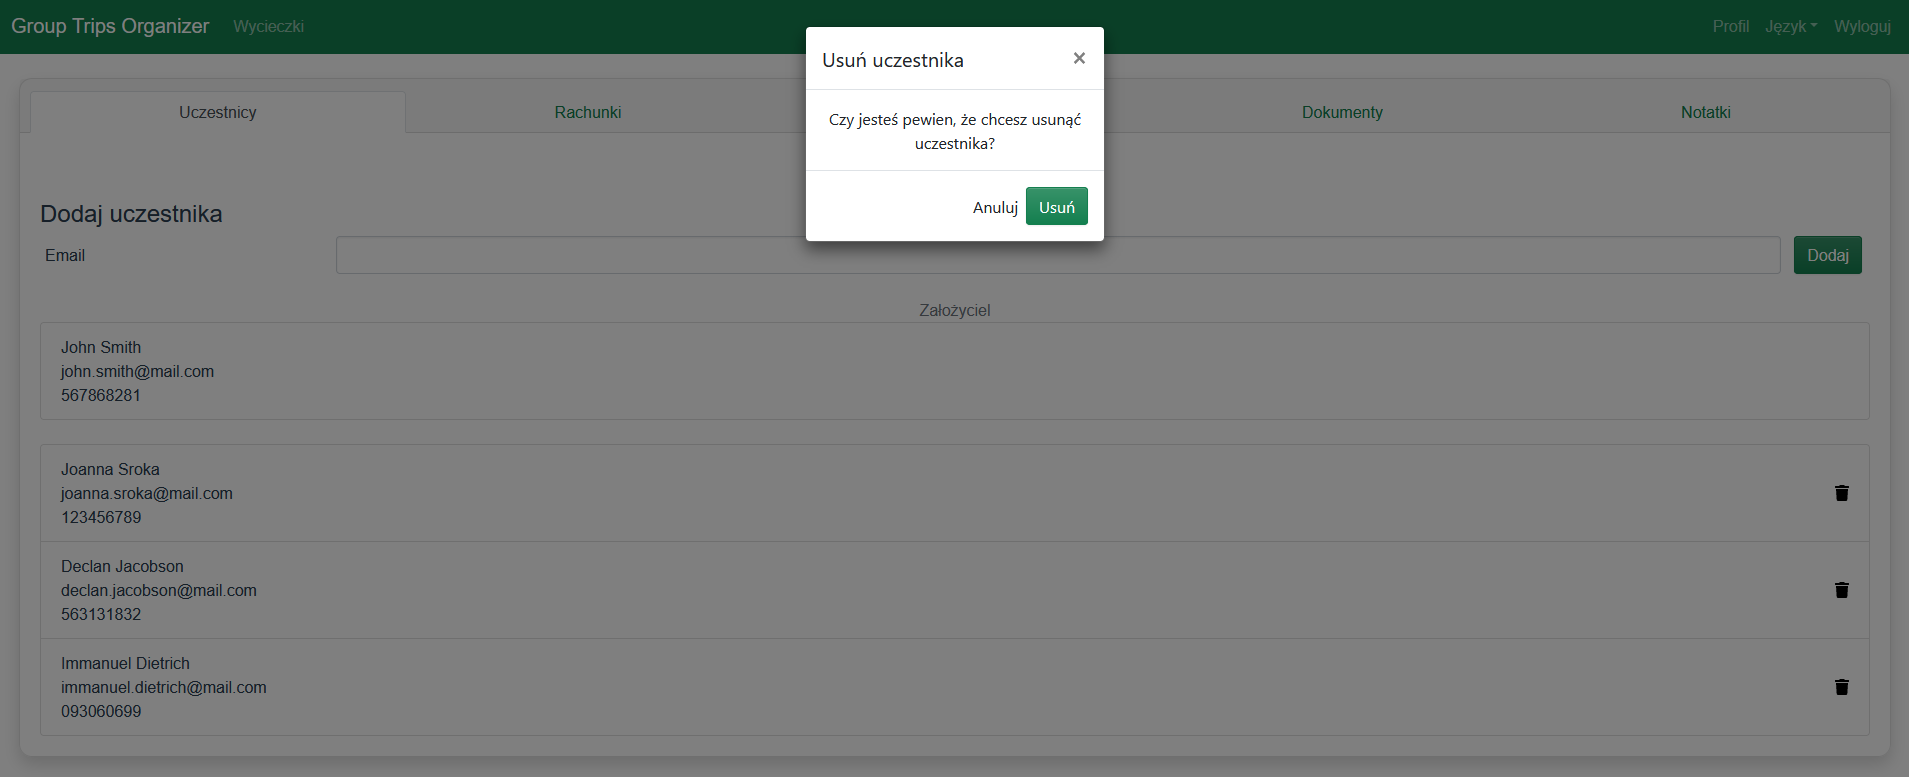 Group Trips Organizer Wycieczki Profil Język Wyloguj
Usuń uczestnika ×
Czy jesteś pewien, że chcesz usunąć
uczestnika?
Anuluj Usuń
Uczestnicy Rachunki Dokumenty Notatki
Dodaj uczestnika
Email Dodaj
Założyciel
John Smith
john.smith@mail.com
567868281
Joanna Sroka
joanna.sroka@mail.com
123456789
Declan Jacobson
declan.jacobson@mail.com
563131832
Immanuel Dietrich
immanuel.dietrich@mail.com
093060699